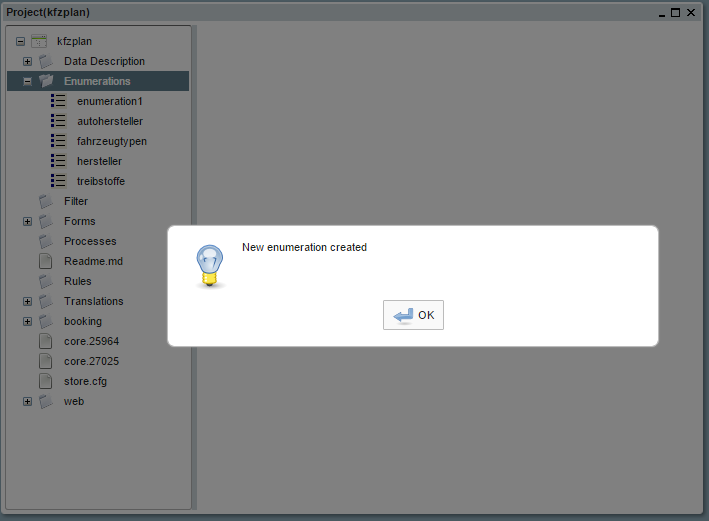 Project(kfzplan)
kfzplan
Data Description
Enumerations
enumeration1
autohersteller
fahrzeugtypen
hersteller
treibstoffe
Filter
Forms
Processes
Readme.md
Rules
Translations
booking
core.25964
core.27025
store.cfg
web
New enumeration created
OK